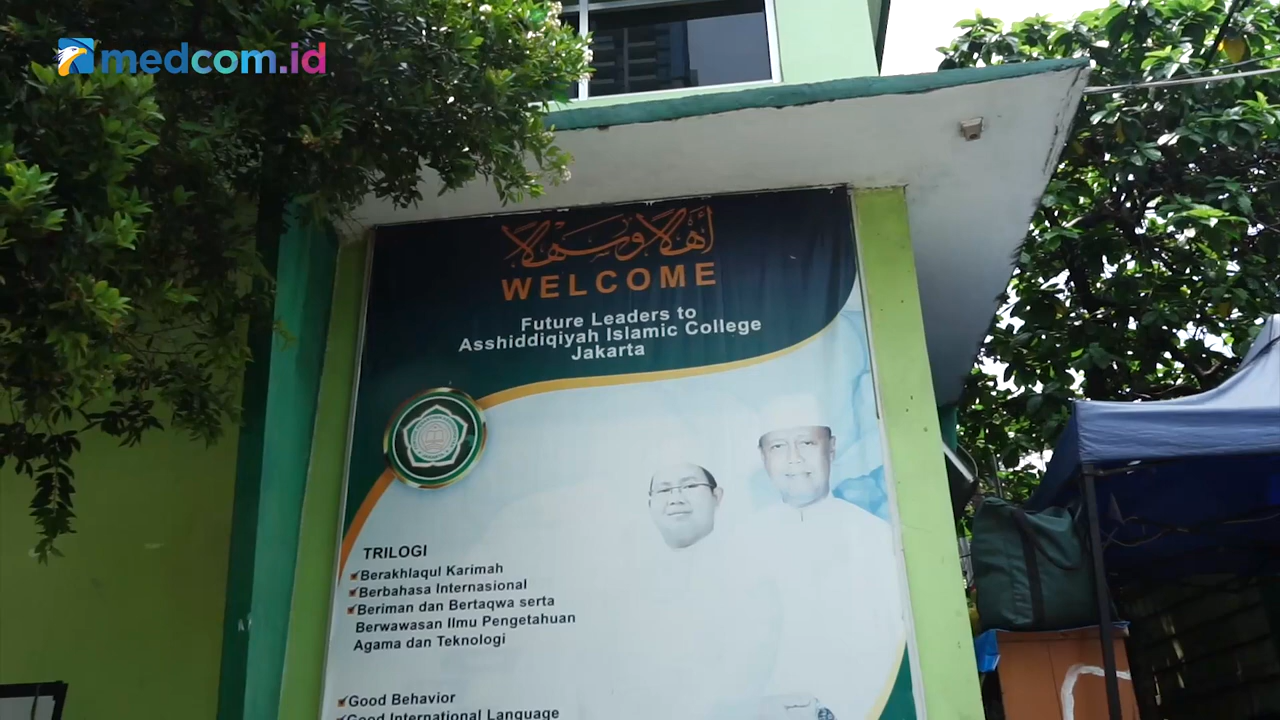 medcom.id
أهلا وسهلا
WELCOME
Future Leaders to
Asshiddiqiyah Islamic College
Jakarta
TRILOGI
Berakhlaqul Karimah
Berbahasa Internasional
Beriman dan Bertaqwa serta
Berwawasan Ilmu Pengetahuan
Agama dan Teknologi
Good Behavior
Good International Language